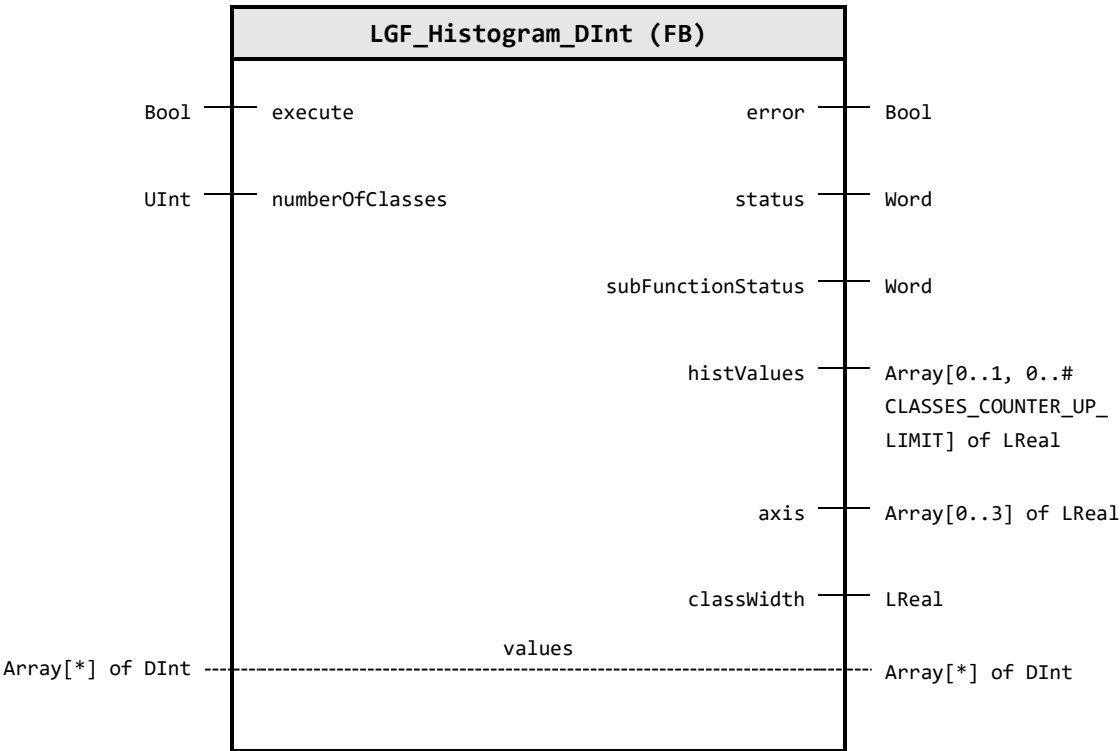 LGF_Histogram_DInt (FB)
Bool execute error Bool
UInt numberOfClasses status Word
subFunctionStatus Word
histValues Array[0..1, 0..#
CLASSES_COUNTER_UP_
LIMIT] of LReal
axis Array[0..3] of LReal
classWidth LReal
values
Array[*] of DInt Array[*] of DInt